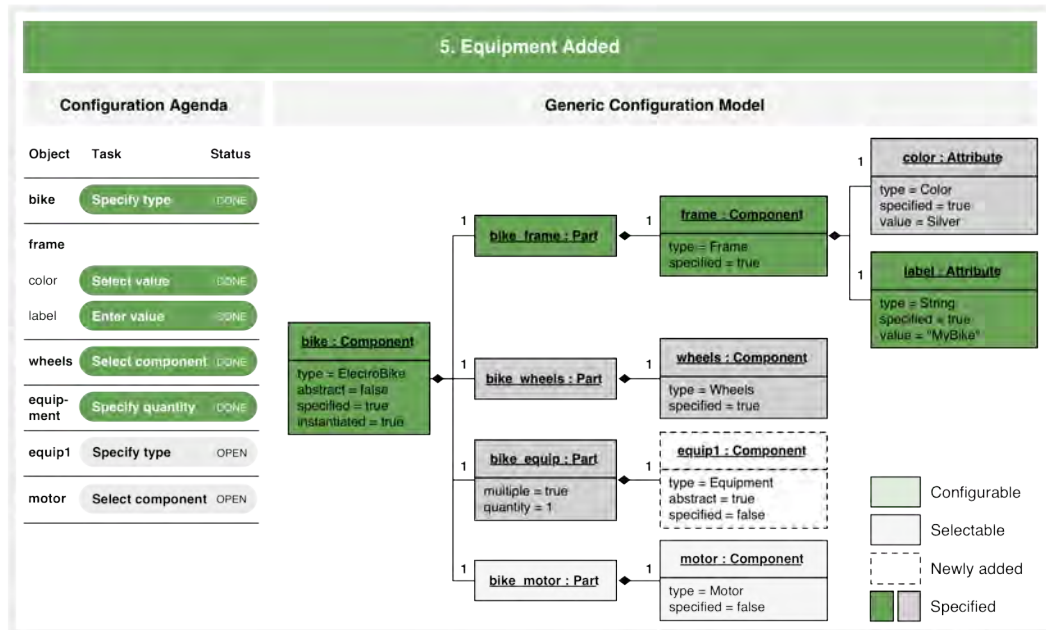 5. Equipment Added
Configuration Agenda
Generic Configuration Model
Object Task Status
bike Specify type DONE
frame
color Select value DONE
label Enter value DONE
wheels Select component DONE
equip-
ment Specify quantity DONE
equip1 Specify type OPEN
motor Select component OPEN
bike : Component
type = ElectroBike
abstract = false
specified = true
instantiated = true
1
bike_frame : Part
1
frame : Component
type = Frame
specified = true
1
color : Attribute
type = Color
specified = true
value = Silver
1
label : Attribute
type = String
specified = true
value = "MyBike"
1
bike_wheels : Part
1
wheels : Component
type = Wheels
specified = true
1
bike_equip : Part
multiple = true
quantity = 1
1
equip1 : Component
type = Equipment
abstract = true
specified = false
1
bike_motor : Part
1
motor : Component
type = Motor
specified = false
Configurable
Selectable
Newly added
Specified